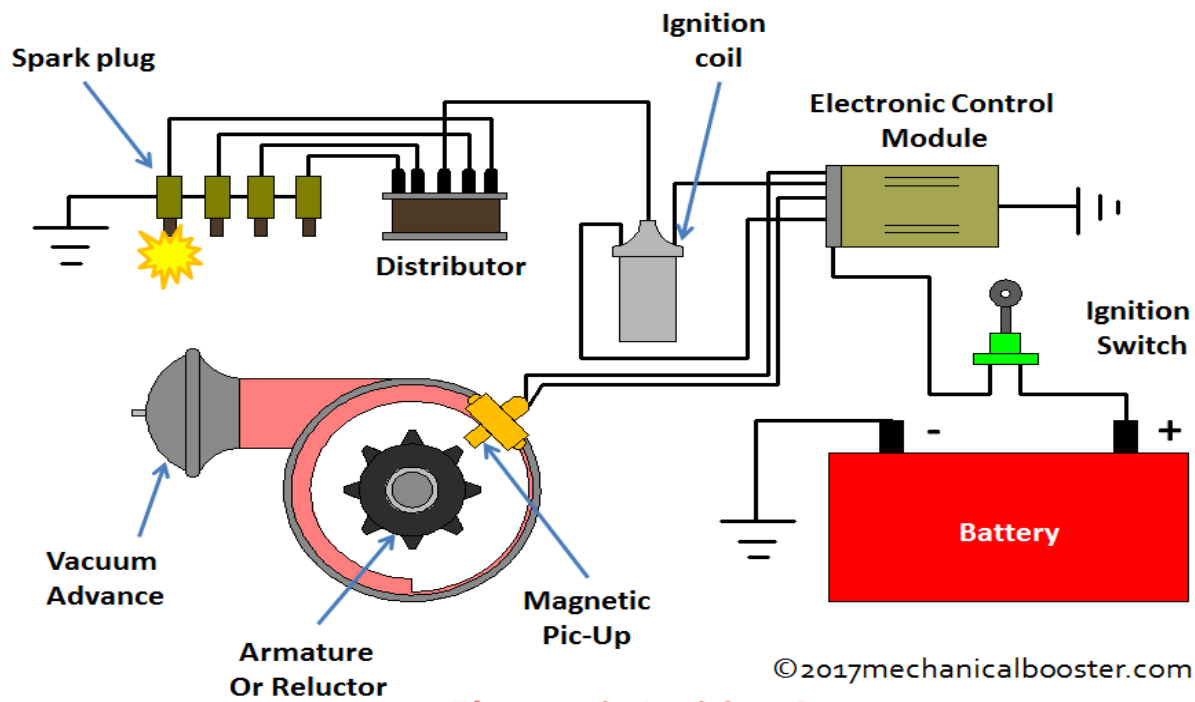 Ignition
coil
Spark plug
Electronic Control
Module
Distributor
Ignition
Switch
- +
Battery
Vacuum
Advance
Magnetic
Pic-Up
Armature
Or Reluctor
©2017mechanicalbooster.com